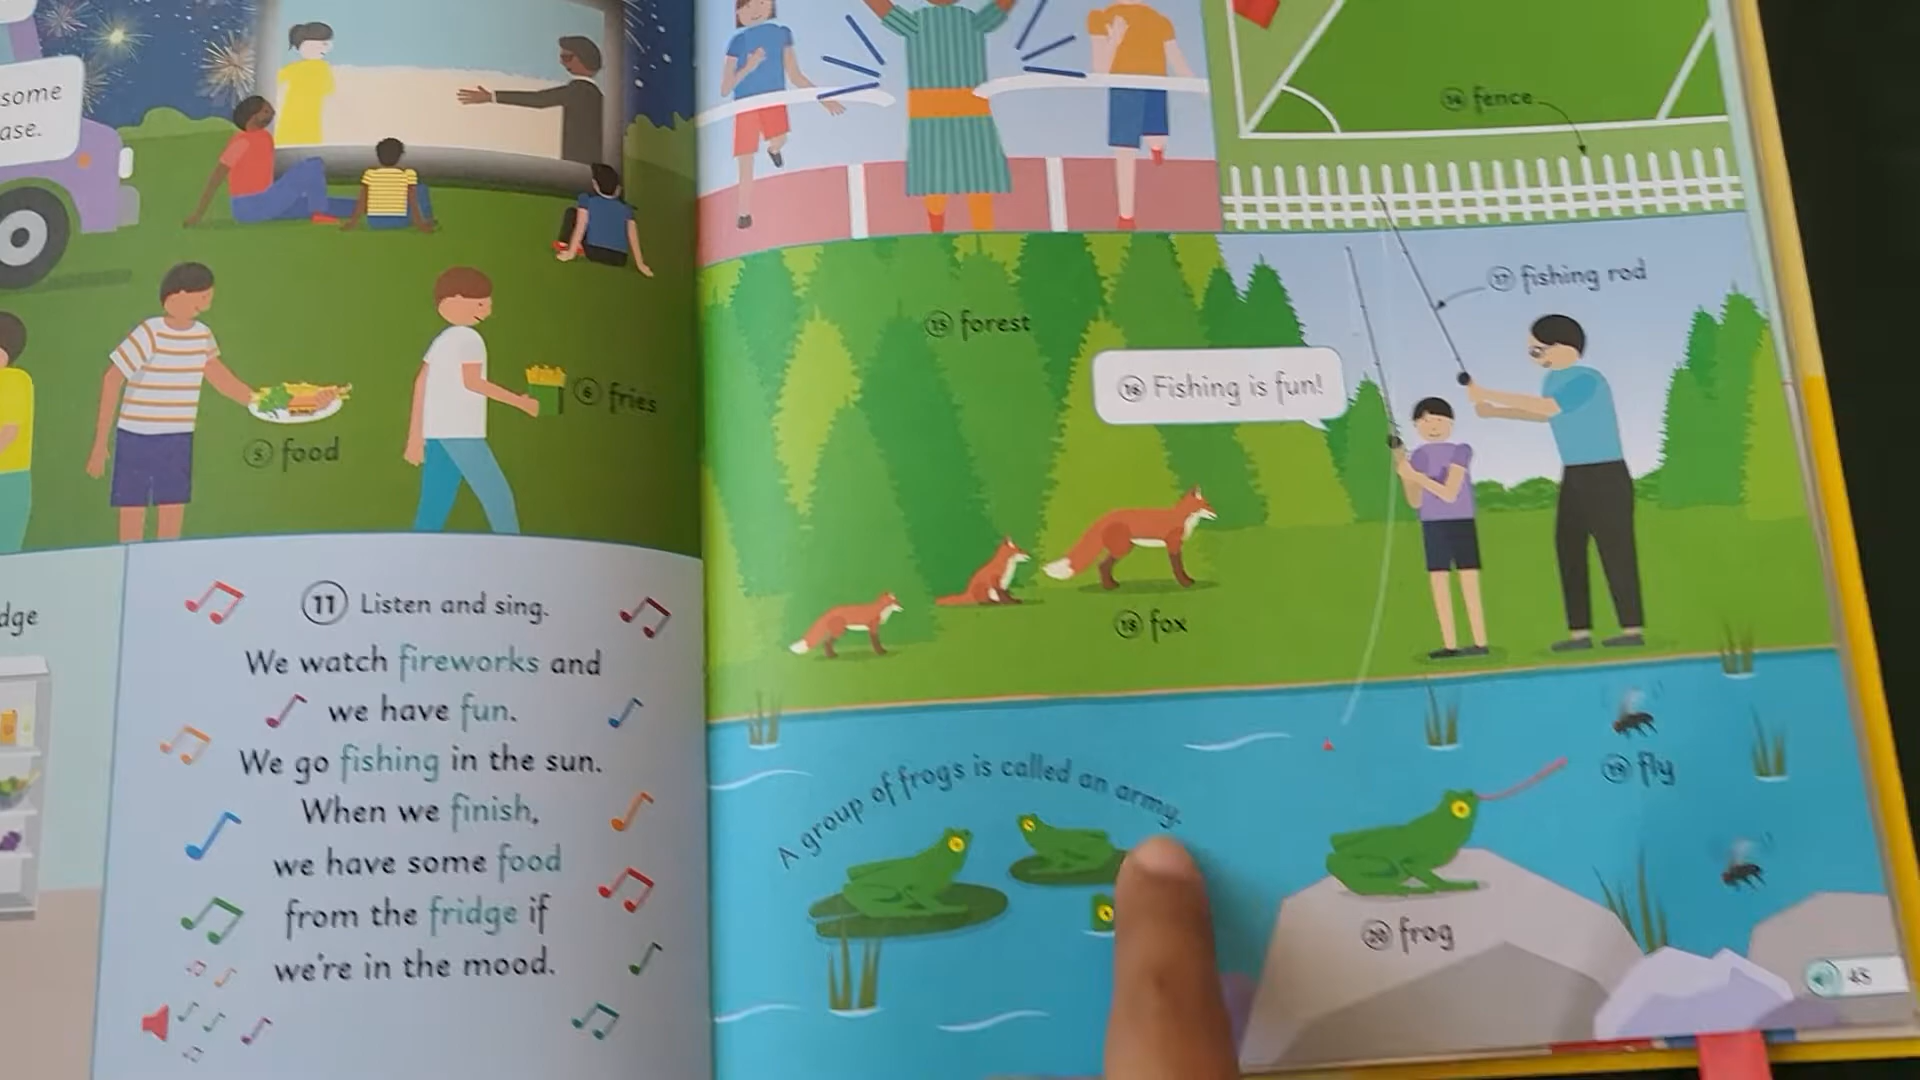 some
ase.
⑤ food
⑥ fries
dge
⑪ Listen and sing.
We watch fireworks and
we have fun.
We go fishing in the sun.
When we finish,
we have some food
from the fridge if
we're in the mood.
⑭ fence
⑮ forest
⑯ Fishing is fun!
⑰ fishing rod
⑱ fox
⑲ fly
A group of frogs is called an army.
⑳ frog
45